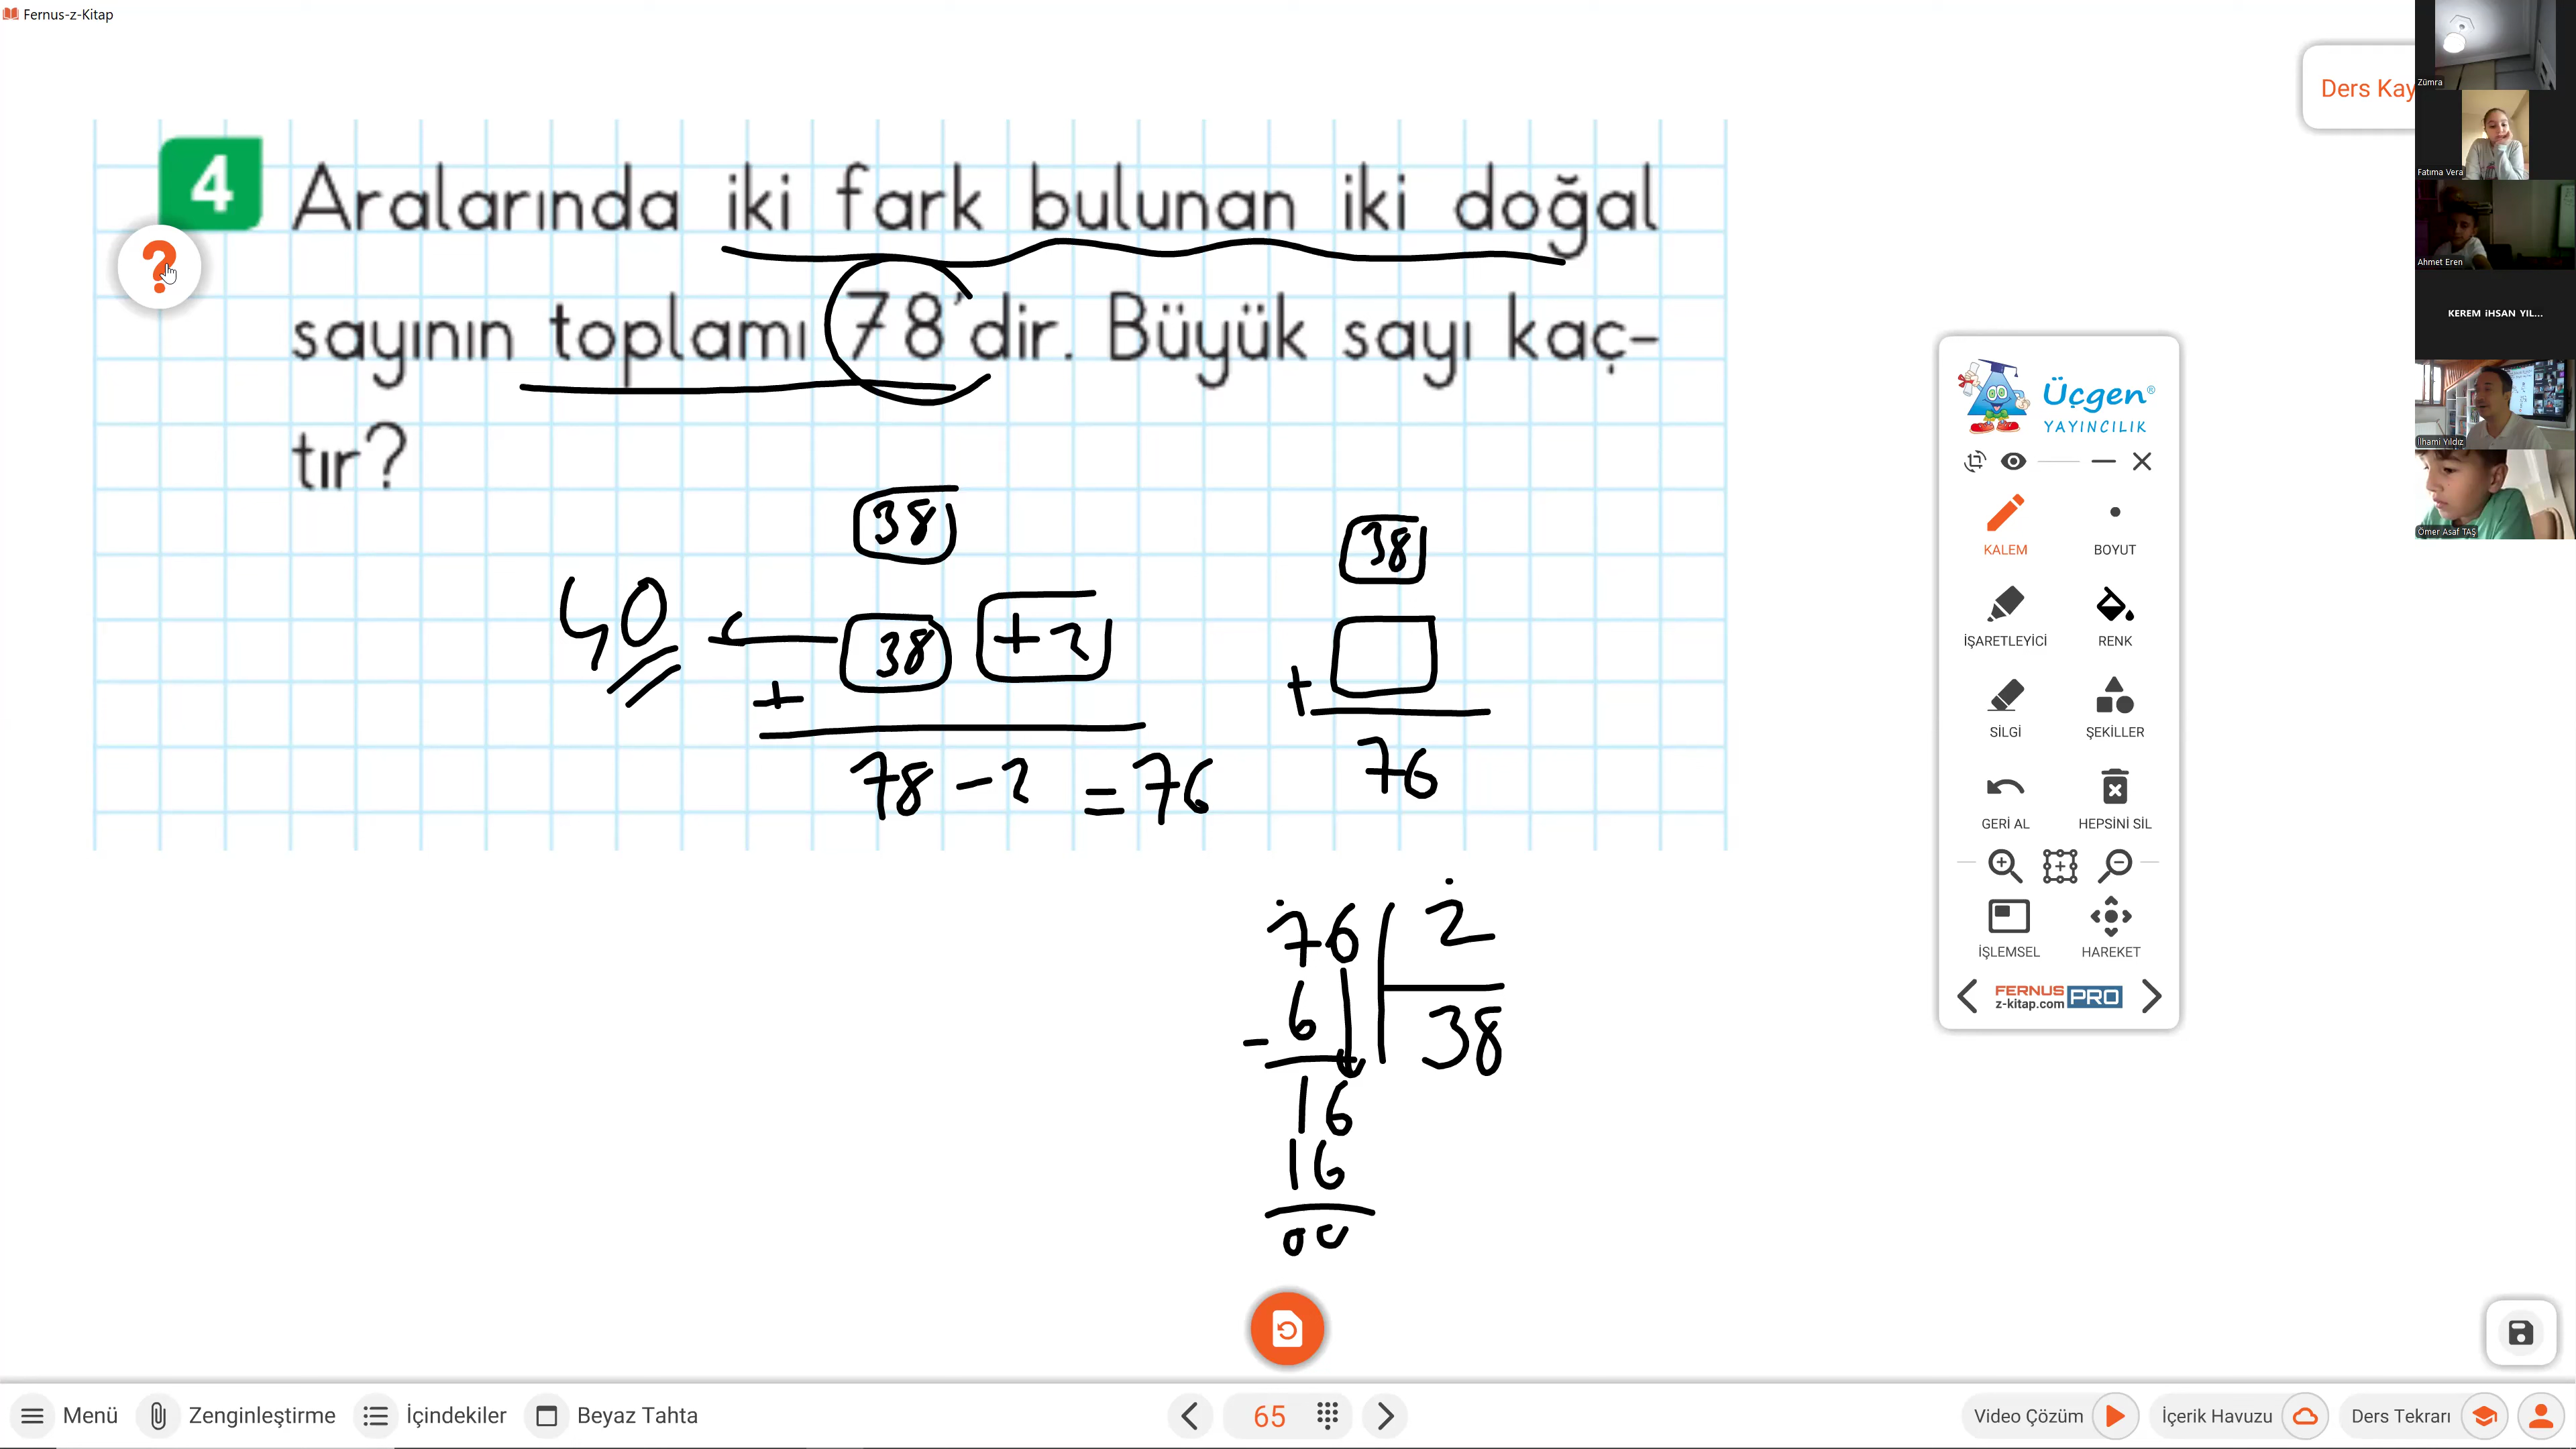 Fernus-z-Kitap
Ders Kay
4 Aralarında iki fark bulunan iki doğal
sayının toplamı 78'dir. Büyük sayı kaç-
tır?
?
38
38
40
38 +2
+
+
78 - 2 = 76
76
76 2
- 6
38
16
16
00
Üçgen®
YAYINCILIK
KALEM
BOYUT
İŞARETLEYİCİ
RENK
SİLGİ
ŞEKİLLER
GERİ AL
HEPSİNİ SİL
İŞLEMSEL
HAREKET
FERNUS PRO
z-kitap.com
Zümra
Fatıma Vera
Ahmet Eren
KEREM iHSAN YIL...
İlhami Yıldız
Ömer Asaf TAŞ
Menü
Zenginleştirme
İçindekiler
Beyaz Tahta
65
Video Çözüm
İçerik Havuzu
Ders Tekrarı